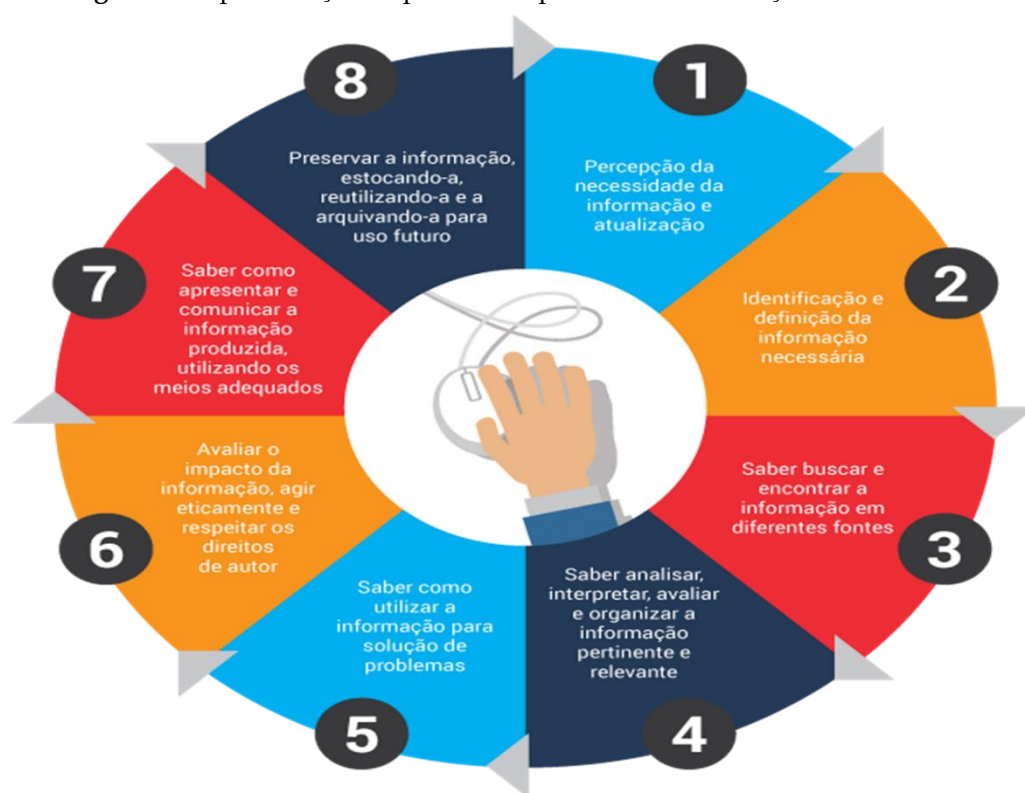 1
Percepção da
necessidade da
informação e
atualização
2
Identificação e
definição da
informação
necessária
3
Saber buscar e
encontrar a
informação em
diferentes fontes
4
Saber analisar,
interpretar, avaliar
e organizar a
informação
pertinente e
relevante
5
Saber como
utilizar a
informação para
solução de
problemas
6
Avaliar o
impacto da
informação, agir
eticamente e
respeitar os
direitos
de autor
7
Saber como
apresentar e
comunicar a
informação
produzida,
utilizando os
meios adequados
8
Preservar a informação,
estocando-a,
reutilizando-a e a
arquivando-a para
uso futuro